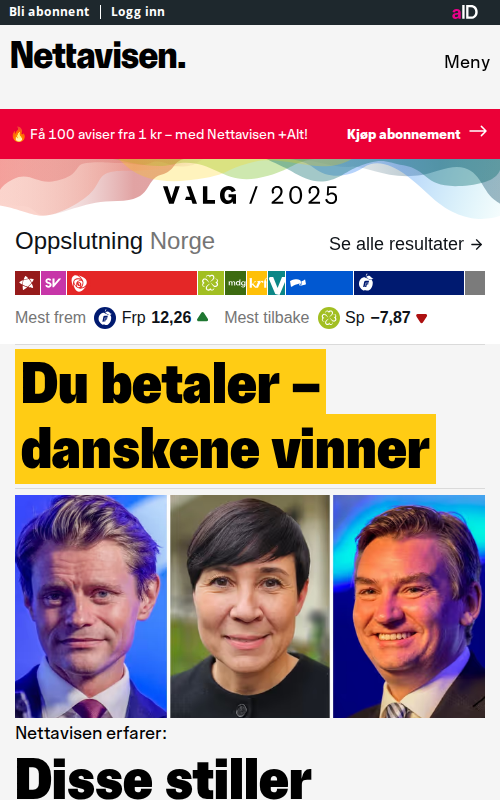 Bli abonnent | Logg inn
aID
Nettavisen.
Meny
🔥 Få 100 aviser fra 1 kr – med Nettavisen +Alt!
Kjøp abonnement →
VALG / 2025
Oppslutning Norge
Se alle resultater →
SV
mdg krf V
Mest frem Frp 12,26 ▲ Mest tilbake Sp −7,87 ▼
Du betaler –
danskene vinner
Nettavisen erfarer:
Disse stiller